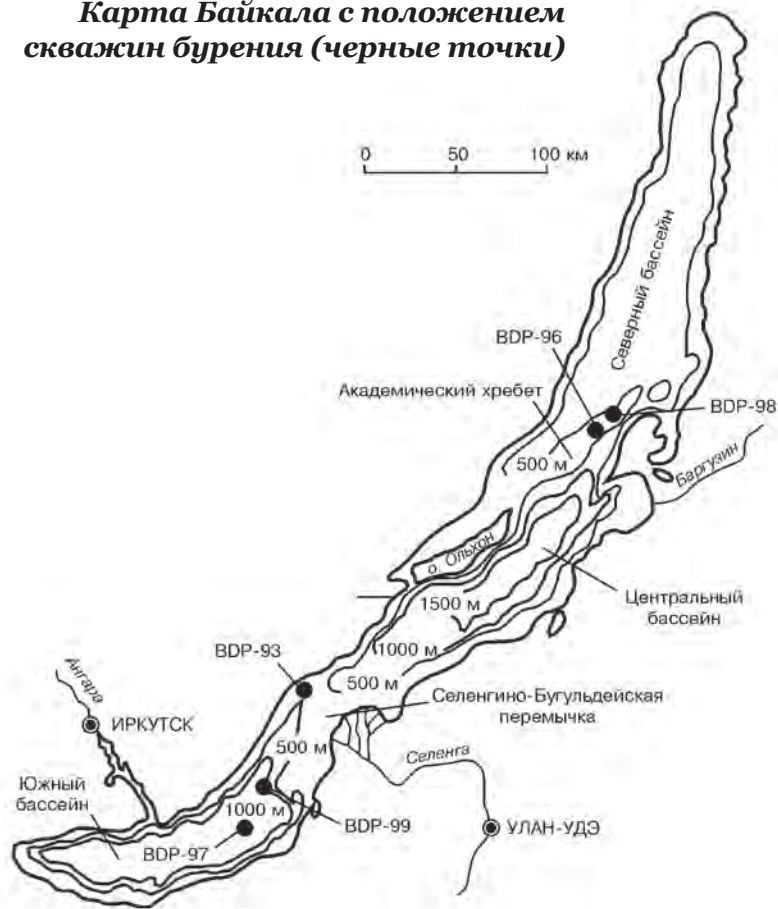 Карта Байкала с положением
скважин бурения (черные точки)
0 50 100 км
Северный бассейн
BDP-96
Академический хребет
BDP-98
500 м
Баргузин
о. Ольхон
Центральный
бассейн
1500 м
1000 м
BDP-93
500 м
Селенгино-Бугульдейская
перемычка
Ангара
ИРКУТСК
500 м
Селенга
Южный
бассейн
1000 м
BDP-99
УЛАН-УДЭ
BDP-97